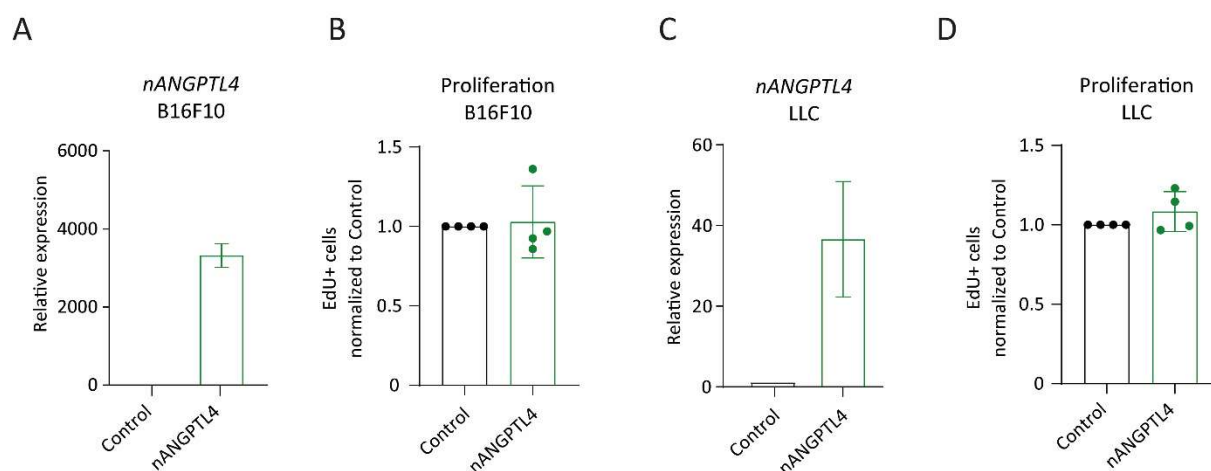 A
nANGPTL4
B16F10
Relative expression
6000
4000
2000
0
Control
nANGPTL4
B
Proliferation
B16F10
EdU+ cells
normalized to Control
1.5
1.0
0.5
0
Control
nANGPTL4
C
nANGPTL4
LLC
Relative expression
60
40
20
0
Control
nANGPTL4
D
Proliferation
LLC
EdU+ cells
normalized to Control
1.5
1.0
0.5
0
Control
nANGPTL4